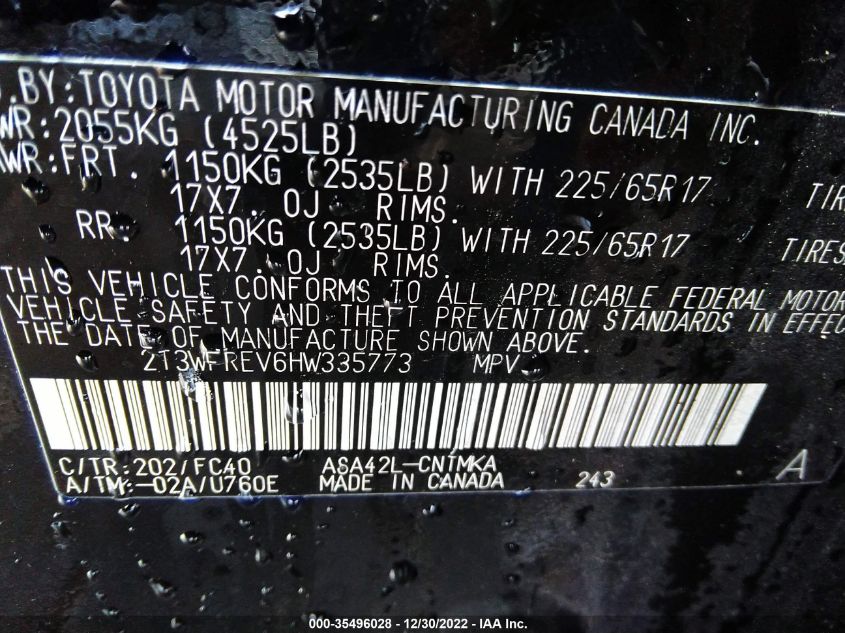 BY:TOYOTA MOTOR MANUFACTURING CANADA INC.
WR:2055KG (4525LB)
WR:FRT. 1150KG (2535LB) WITH 225/65R17 TIR
17X7.0J RIMS.
RR. 1150KG (2535LB) WITH 225/65R17 TIRES
17X7.0J RIMS.
THIS VEHICLE CONFORMS TO ALL APPLICABLE FEDERAL MOTOR
VEHICLE SAFETY AND THEFT PREVENTION STANDARDS IN EFFEC
THE DATE OF MANUFACTURE SHOWN ABOVE.
2T3WFREV6HW335773 MPV
C/TR:202/FC40 ASA42L-CNTMKA
A/TM:-02A/U760E MADE IN CANADA 243 A
000-35496028 - 12/30/2022 - IAA Inc.